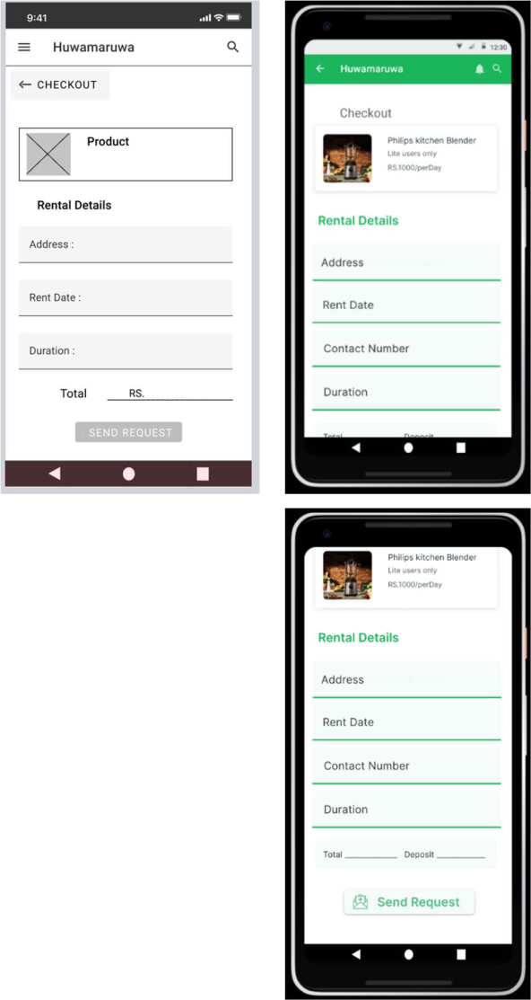 9:41
Huwamaruwa
CHECKOUT
Product
Rental Details
Address :
Rent Date :
Duration :
Total RS.
SEND REQUEST
12:30
Huwamaruwa
Checkout
Philips kitchen Blender
Lite users only
RS.1000/perDay
Rental Details
Address
Rent Date
Contact Number
Duration
Total Deposit
Philips kitchen Blender
Lite users only
RS.1000/perDay
Rental Details
Address
Rent Date
Contact Number
Duration
Total Deposit
Send Request